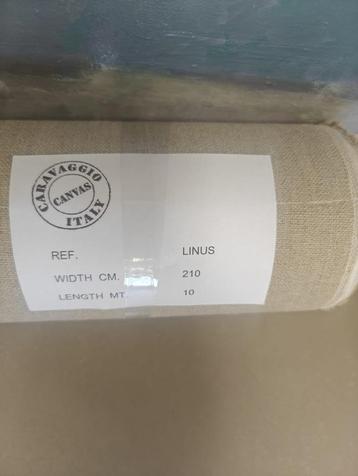 CARAVAGGIO
CANVAS
ITALY
REF. LINUS
WIDTH CM. 210
LENGTH MT. 10